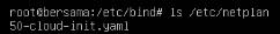 root@bersama:/etc/bind# ls /etc/netplan
50-cloud-init.yaml